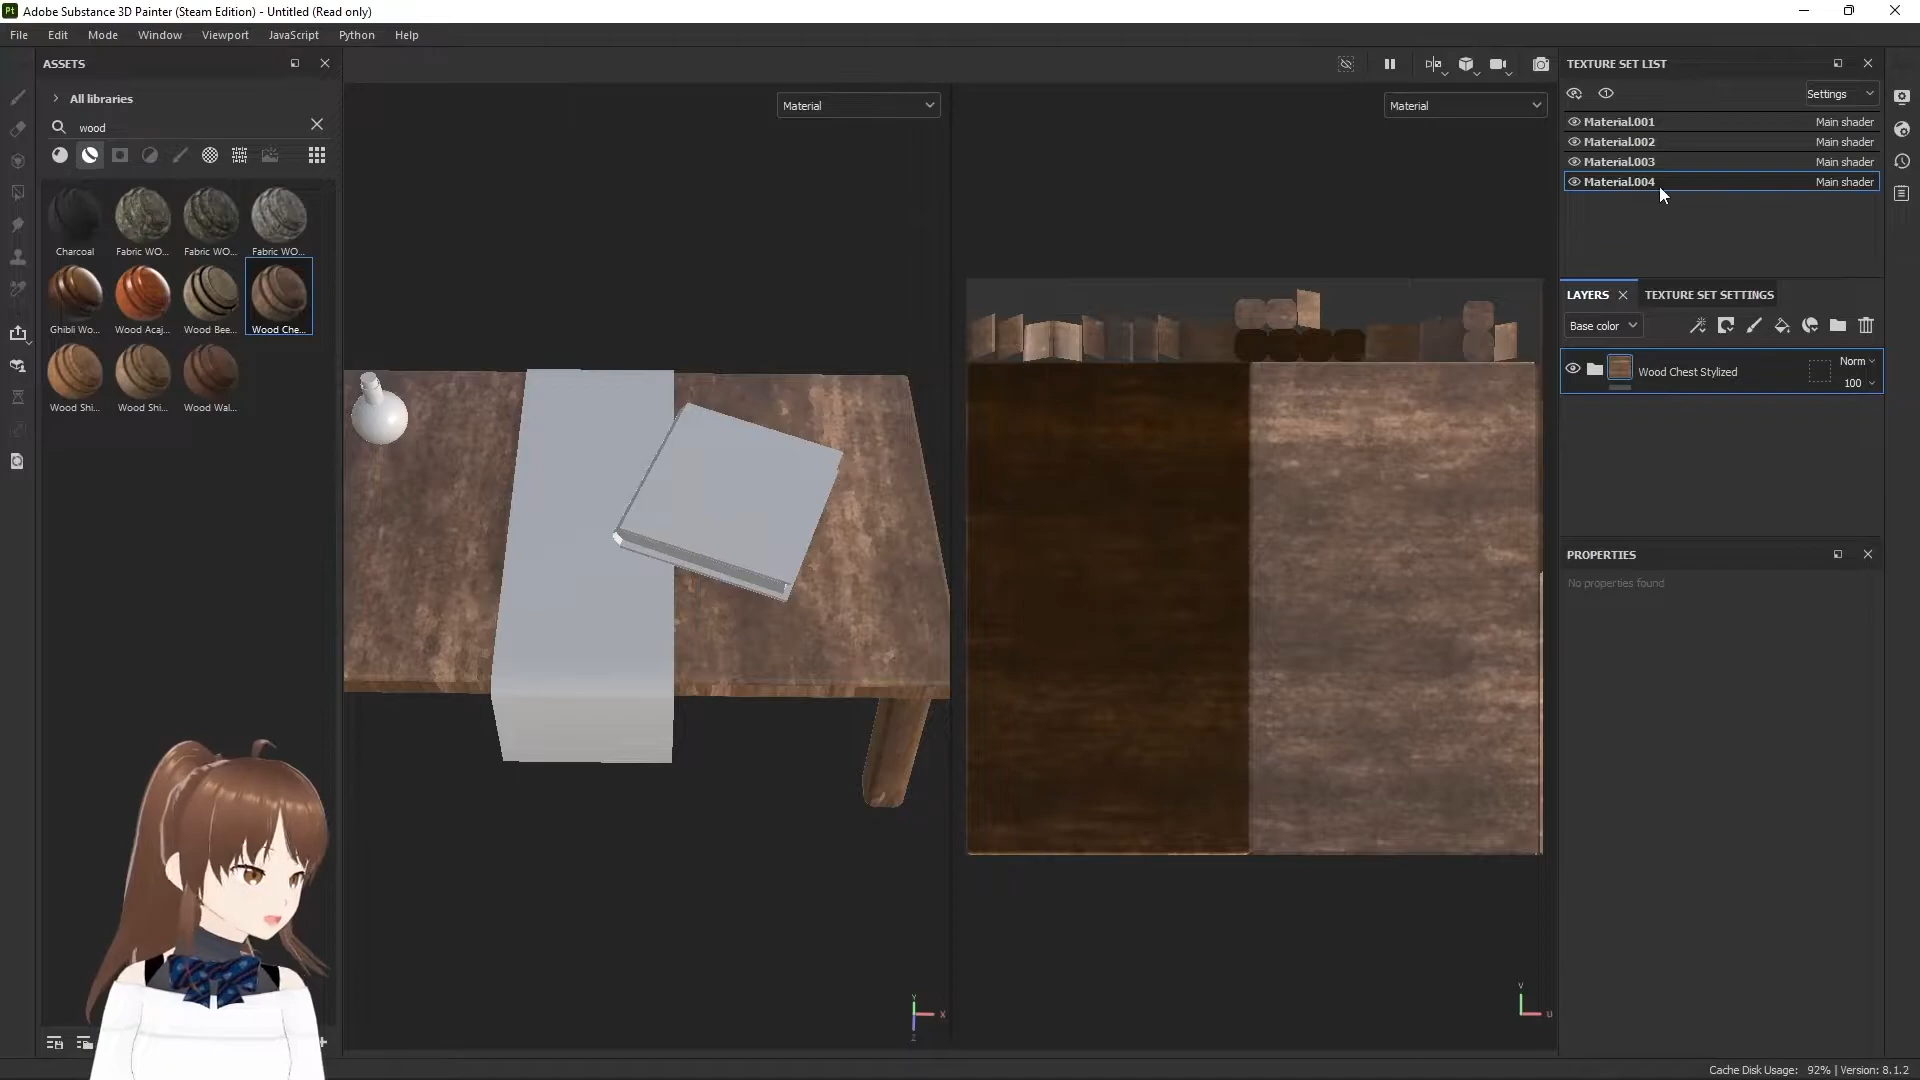 Pt Adobe Substance 3D Painter (Steam Edition) - Untitled (Read only)
File Edit Mode Window Viewport JavaScript Python Help
ASSETS
All libraries
wood
Charcoal Fabric WO... Fabric WO... Fabric WO...
Ghibli Wo... Wood Acaj... Wood Bee... Wood Che...
Wood Shi... Wood Shi... Wood Wal...
Material
Y
X
Z
Material
V
U
TEXTURE SET LIST
Settings
Material.001 Main shader
Material.002 Main shader
Material.003 Main shader
Material.004 Main shader
LAYERS TEXTURE SET SETTINGS
Base color
Wood Chest Stylized Norm
100
PROPERTIES
No properties found
Cache Disk Usage: 92% | Version: 8.1.2